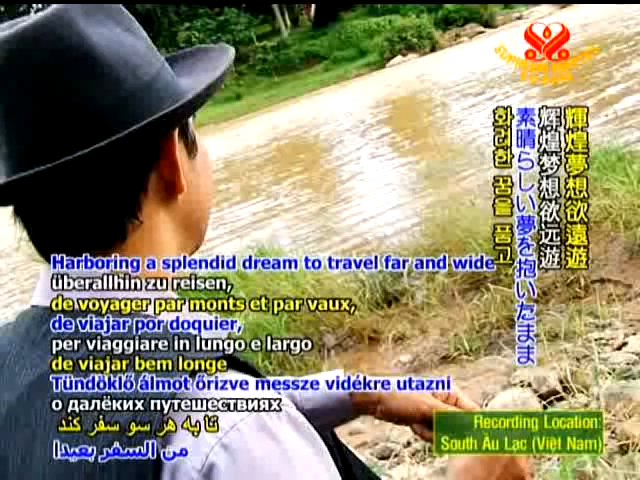 Harboring a splendid dream to travel far and wide
überallhin zu reisen,
de voyager par monts et par vaux,
de viajar por doquier,
per viaggiare in lungo e largo
de viajar bem longe
Tündöklő álmot őrizve messze vidékre utazni
о далёких путешествиях
تا به هر سو سفر کند
من السفر بعيدا
輝煌夢想欲遠遊
辉煌梦想欲远遊
素晴らしい夢を抱いたまま
화려한 꿈을 품고
Recording Location:
South Âu Lạc (Việt Nam)